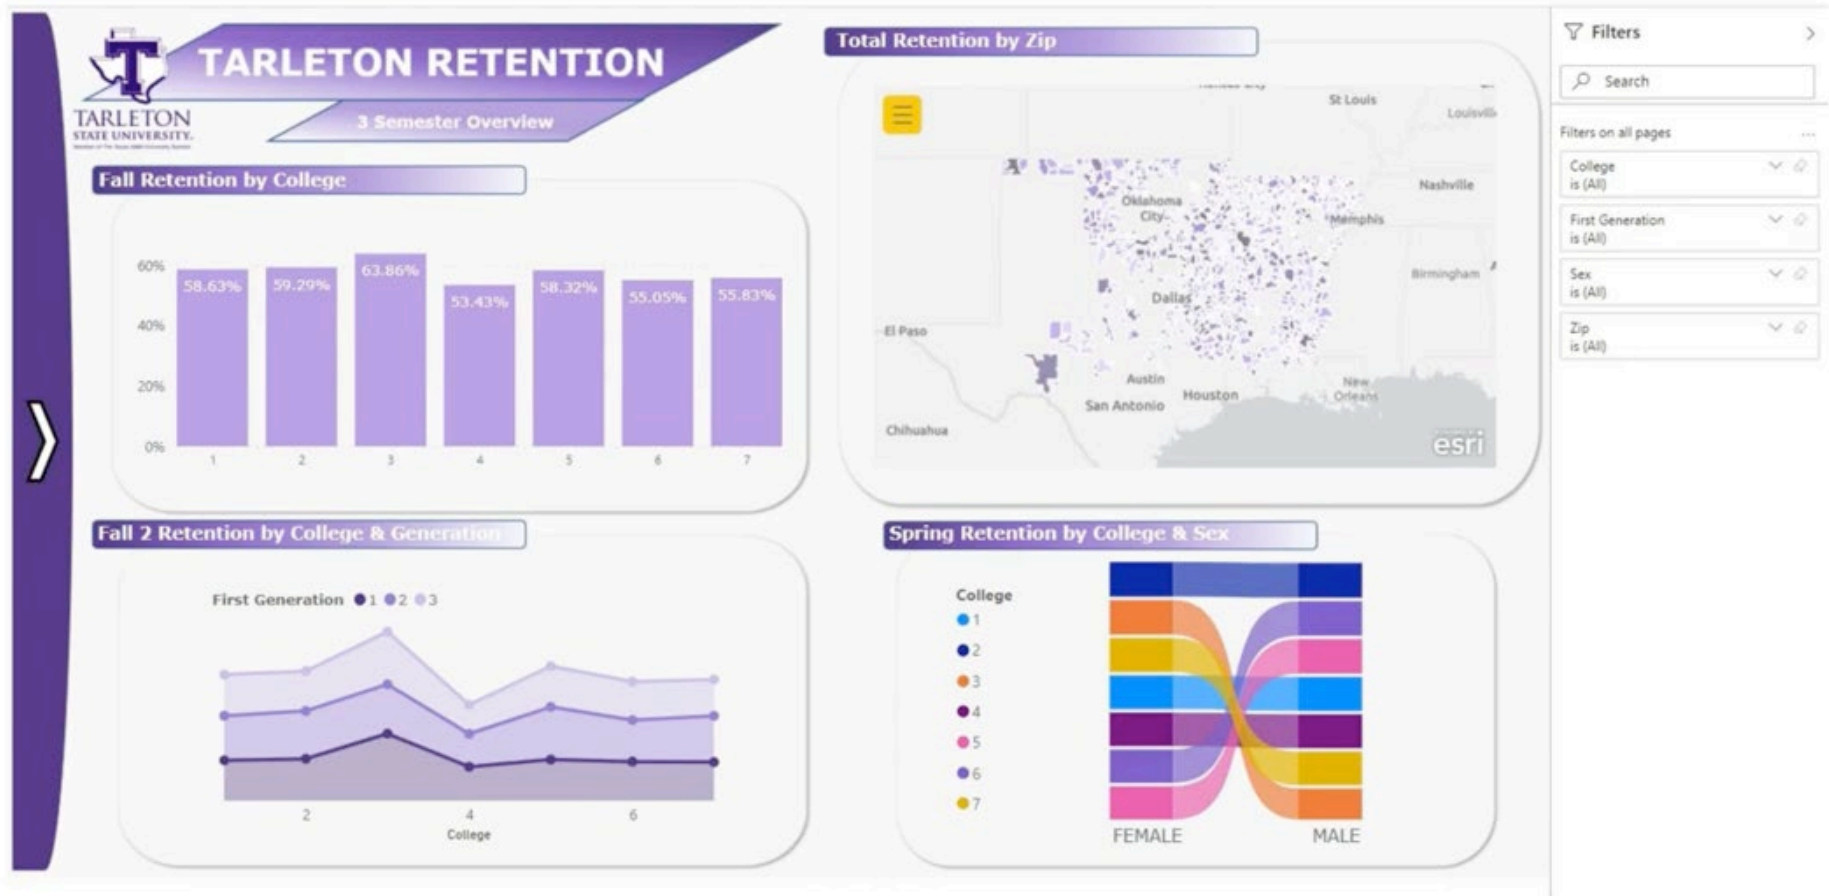 TARLETON
STATE UNIVERSITY.
TARLETON RETENTION
3 Semester Overview
Fall Retention by College
60%
40%
20%
0%
58.63%
59.29%
63.86%
53.43%
58.32%
55.05%
55.83%
1 2 3 4 5 6 7
Total Retention by Zip
St Louis
Nashville
Oklahoma
City
Memphis
Birmingham
Dallas
El Paso
Austin
Houston
New
Orleans
San Antonio
Chihuahua
esri
Fall 2 Retention by College & Generation
First Generation 1 2 3
2 4 6
College
Spring Retention by College & Sex
College
1
2
3
4
5
6
7
FEMALE MALE
Filters
Search
Filters on all pages
College
is (All)
First Generation
is (All)
Sex
is (All)
Zip
is (All)